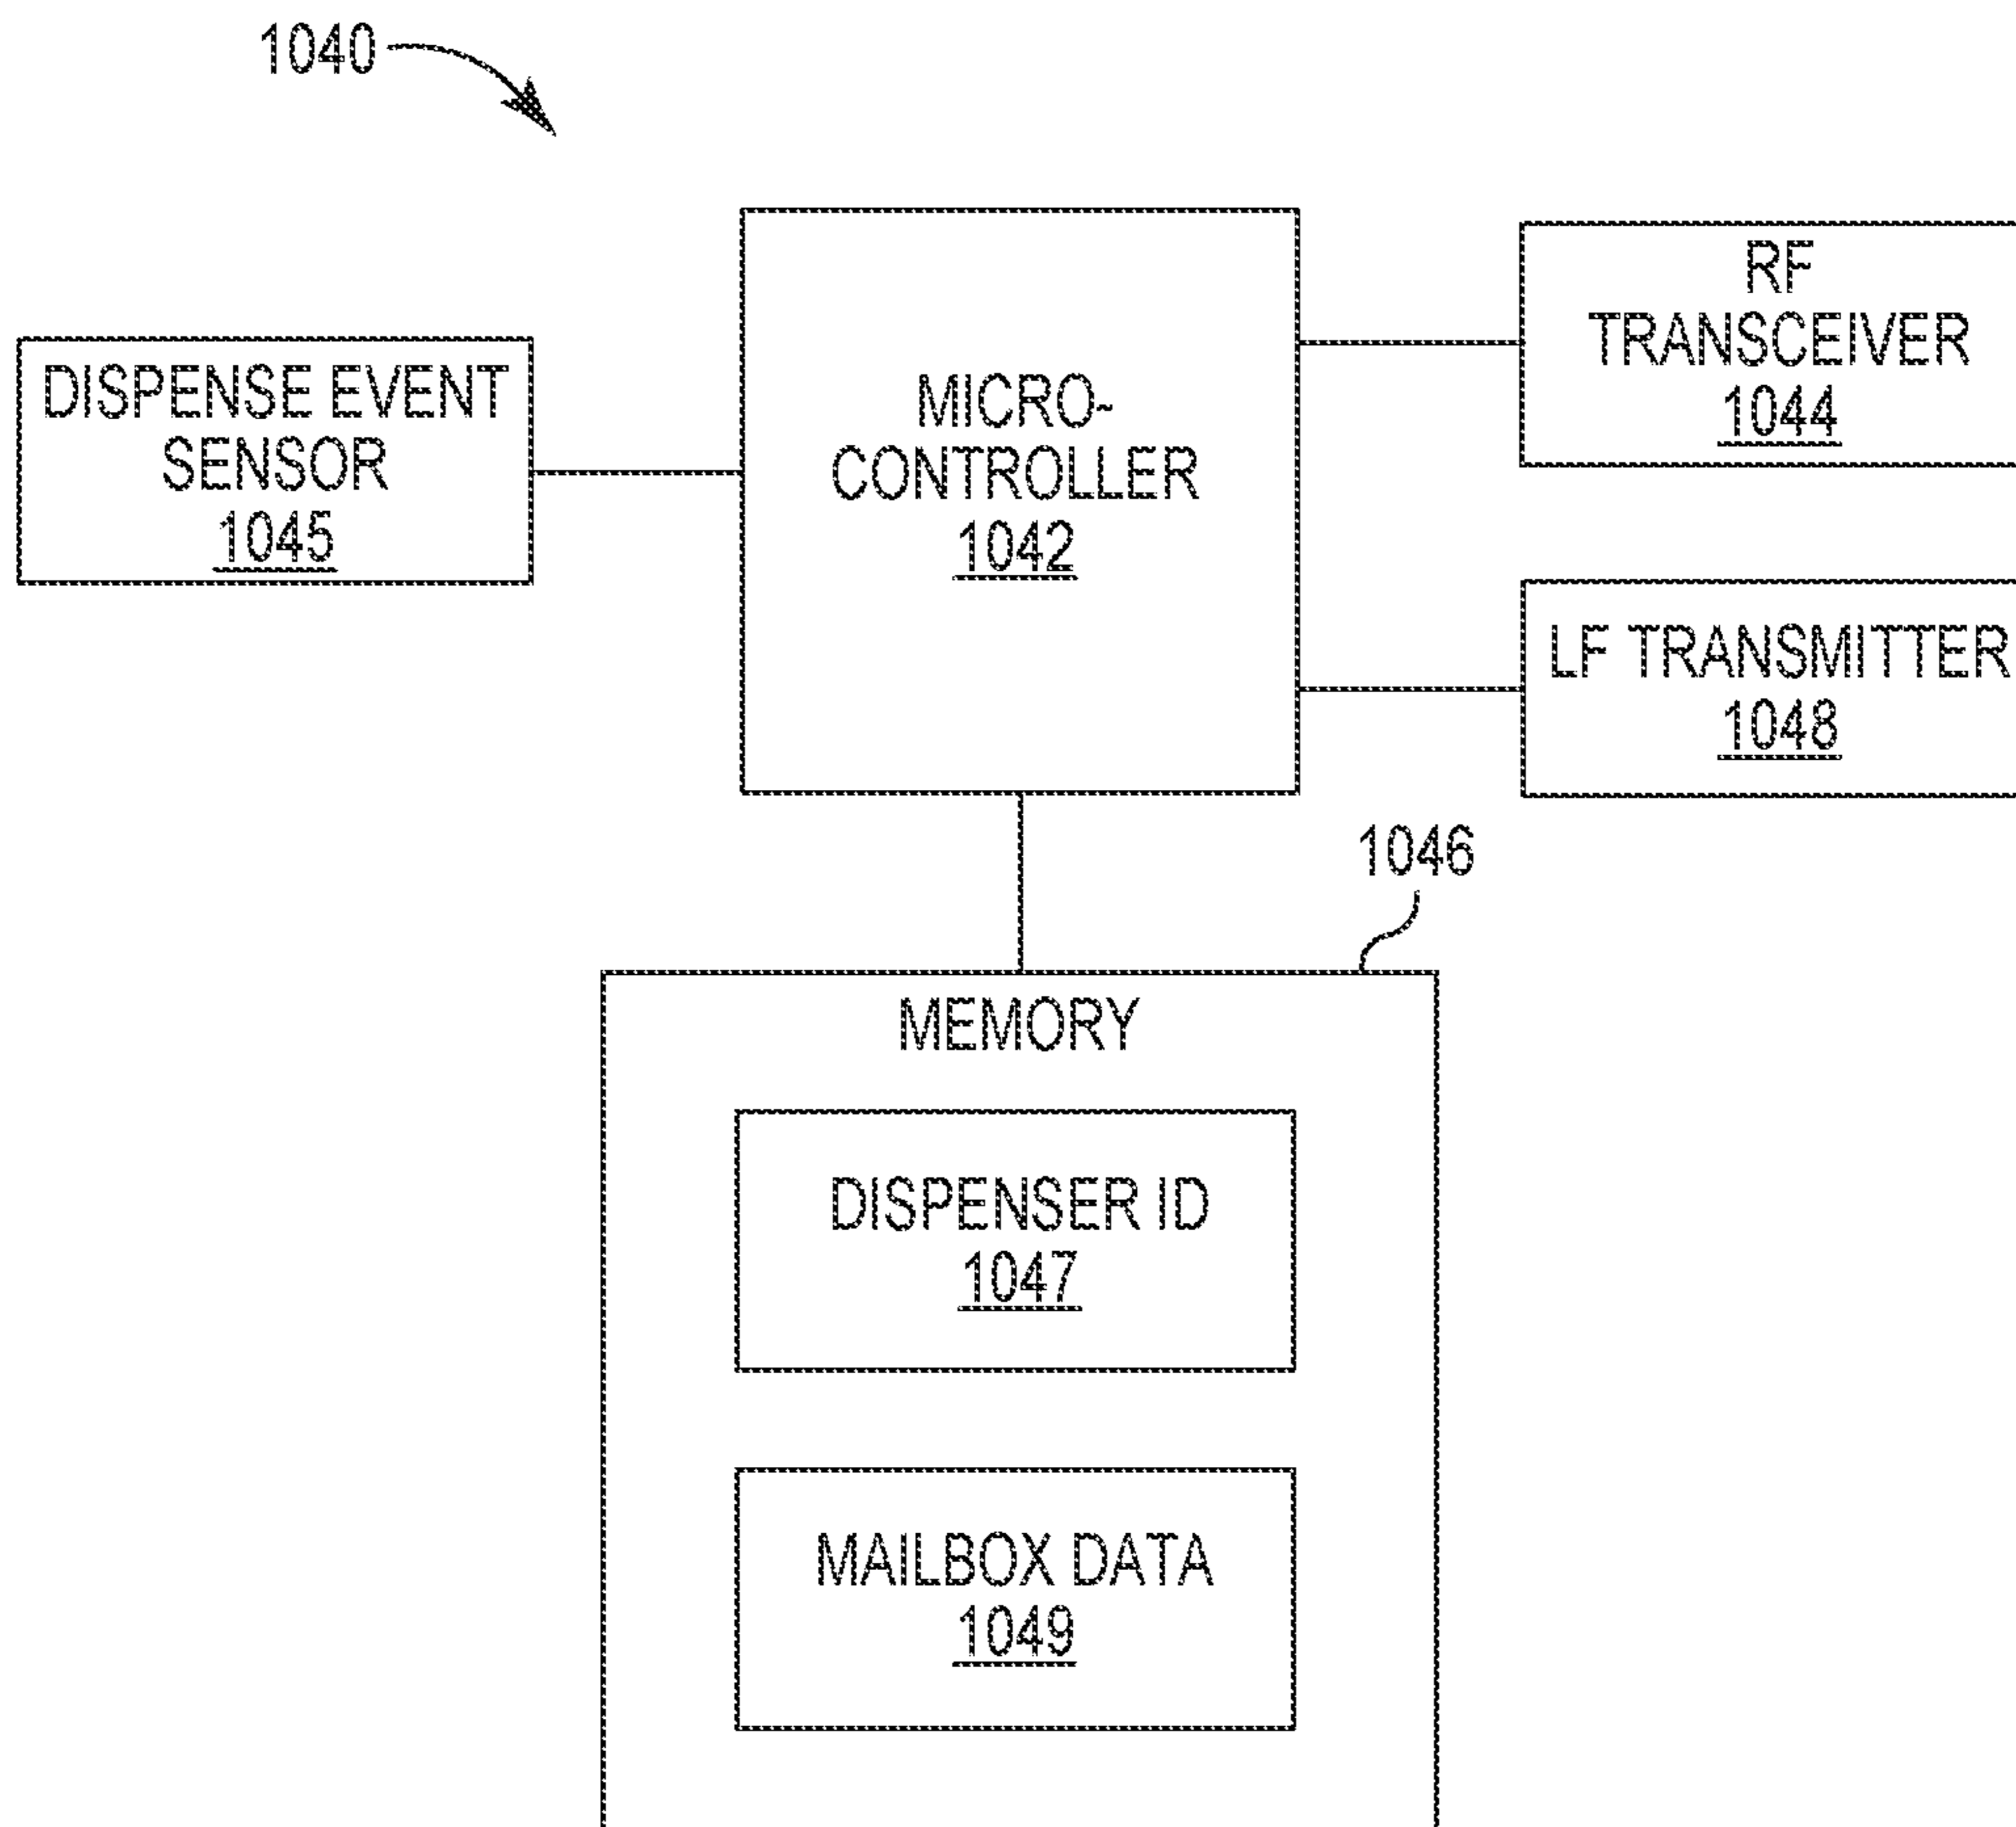 1040
DISPENSE EVENT
SENSOR
1045
MICRO-
CONTROLLER
1042
RF
TRANSCEIVER
1044
LF TRANSMITTER
1048
1046
MEMORY
DISPENSER ID
1047
MAILBOX DATA
1049